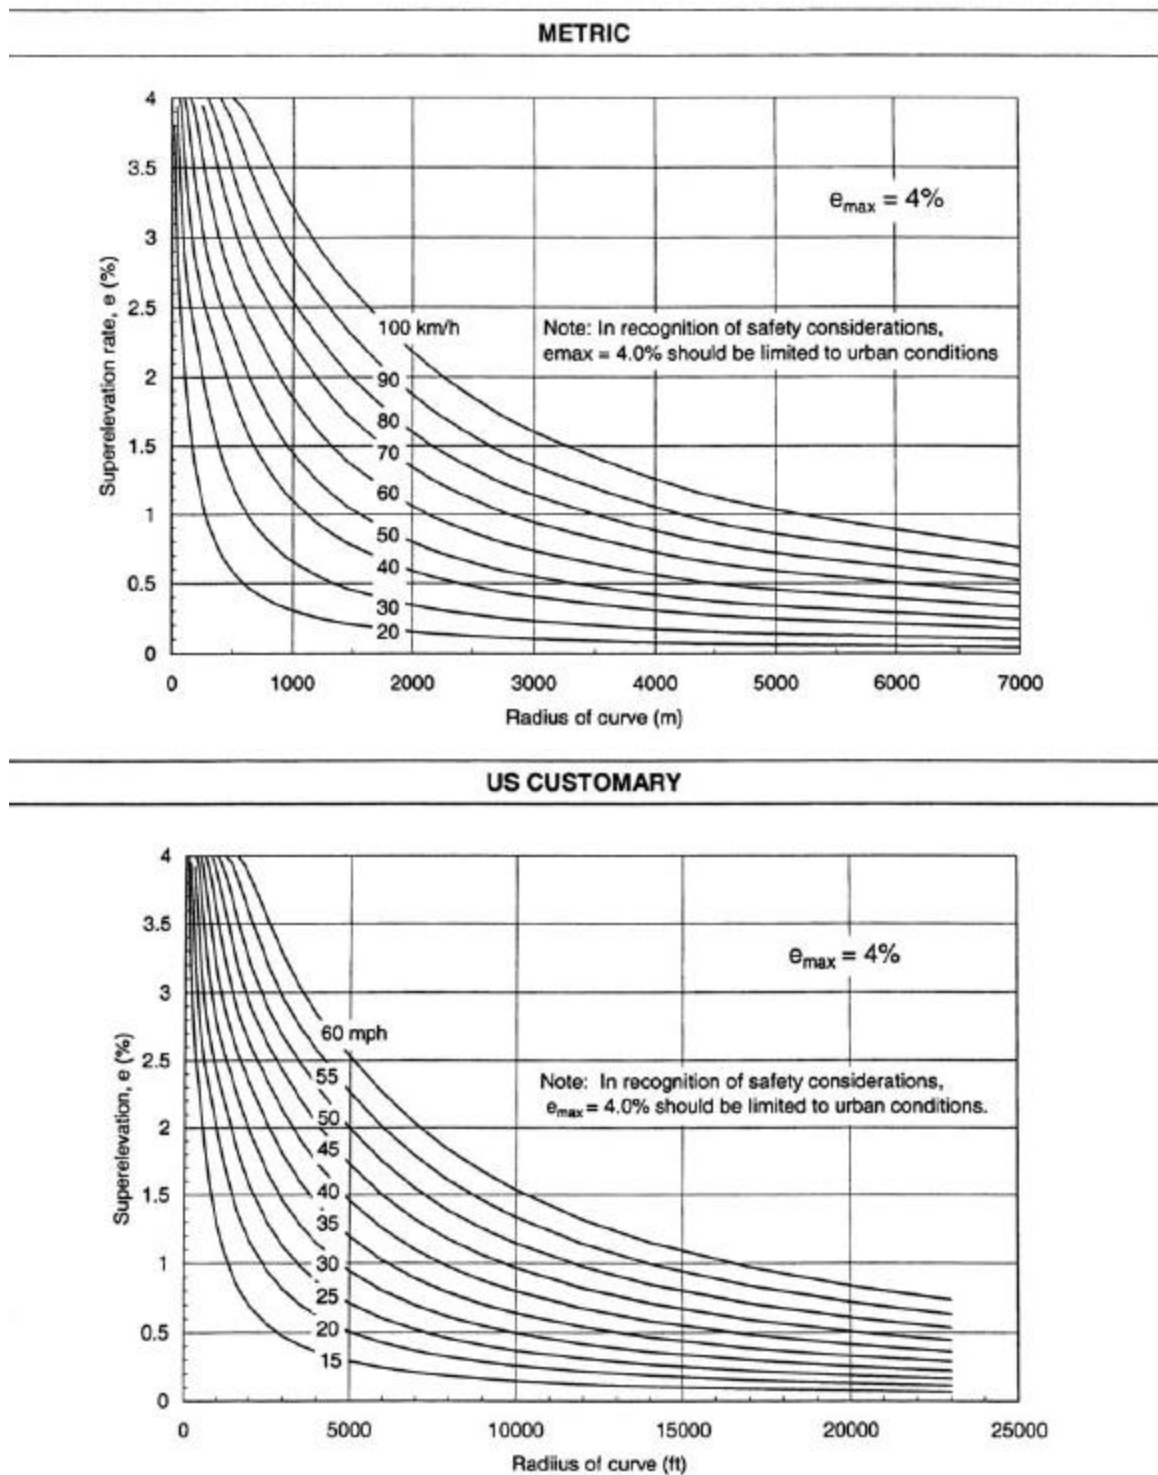 METRIC
4
3.5
3
2.5
2
1.5
1
0.5
0
Superelevation rate, e (%)
e_max = 4%
100 km/h
Note: In recognition of safety considerations,
emax = 4.0% should be limited to urban conditions
90
80
70
60
50
40
30
20
0 1000 2000 3000 4000 5000 6000 7000
Radius of curve (m)
US CUSTOMARY
4
3.5
3
2.5
2
1.5
1
0.5
0
Superelevation, e (%)
e_max = 4%
60 mph
Note: In recognition of safety considerations,
e_max = 4.0% should be limited to urban conditions.
55
50
45
40
35
30
25
20
15
0 5000 10000 15000 20000 25000
Radiius of curve (ft)